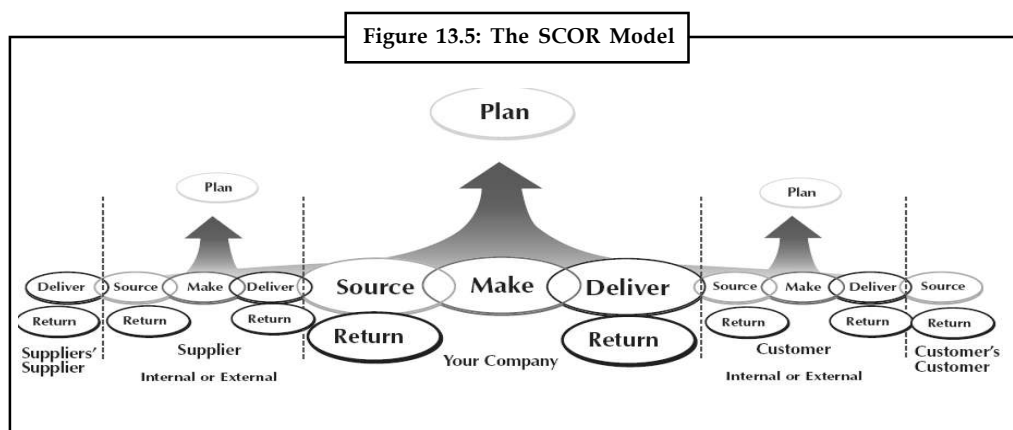 Figure 13.5: The SCOR Model
Plan
Plan
Plan
Deliver
Source
Make
Deliver
Source
Make
Deliver
Source
Make
Deliver
Source
Return
Return
Return
Return
Return
Return
Return
Return
Suppliers'
Supplier
Supplier
Internal or External
Your Company
Customer
Internal or External
Customer's
Customer